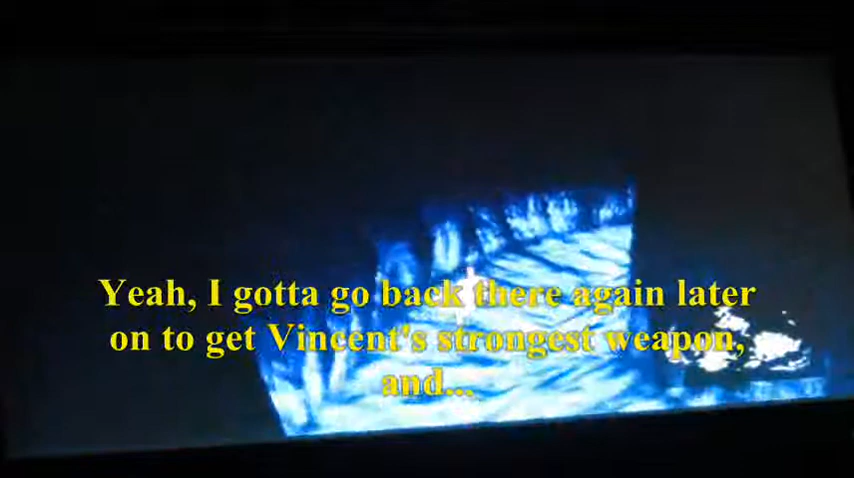 Yeah, I gotta go back there again later
on to get Vincent's strongest weapon,
and...